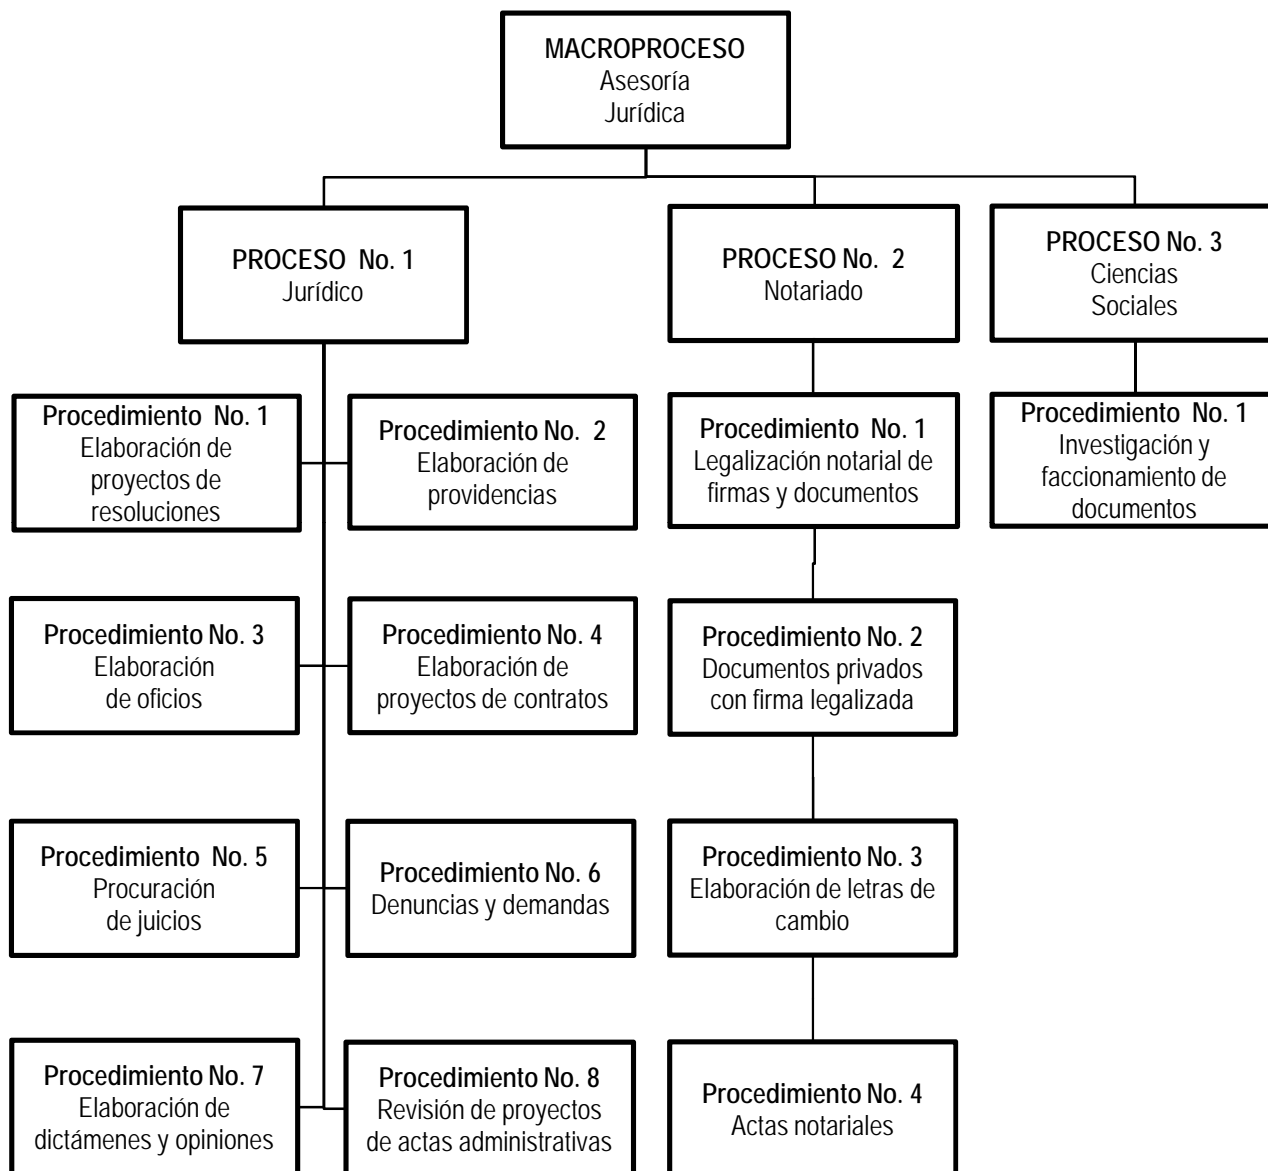 MACROPROCESO
Asesoría
Jurídica
PROCESO No. 1
Jurídico
PROCESO No. 2
Notariado
PROCESO No. 3
Ciencias
Sociales
Procedimiento No. 1
Elaboración de
proyectos de
resoluciones
Procedimiento No. 2
Elaboración de
providencias
Procedimiento No. 1
Legalización notarial de
firmas y documentos
Procedimiento No. 1
Investigación y
faccionamiento de
documentos
Procedimiento No. 3
Elaboración
de oficios
Procedimiento No. 4
Elaboración de
proyectos de contratos
Procedimiento No. 2
Documentos privados
con firma legalizada
Procedimiento No. 5
Procuración
de juicios
Procedimiento No. 6
Denuncias y demandas
Procedimiento No. 3
Elaboración de letras de
cambio
Procedimiento No. 7
Elaboración de
dictámenes y opiniones
Procedimiento No. 8
Revisión de proyectos
de actas administrativas
Procedimiento No. 4
Actas notariales